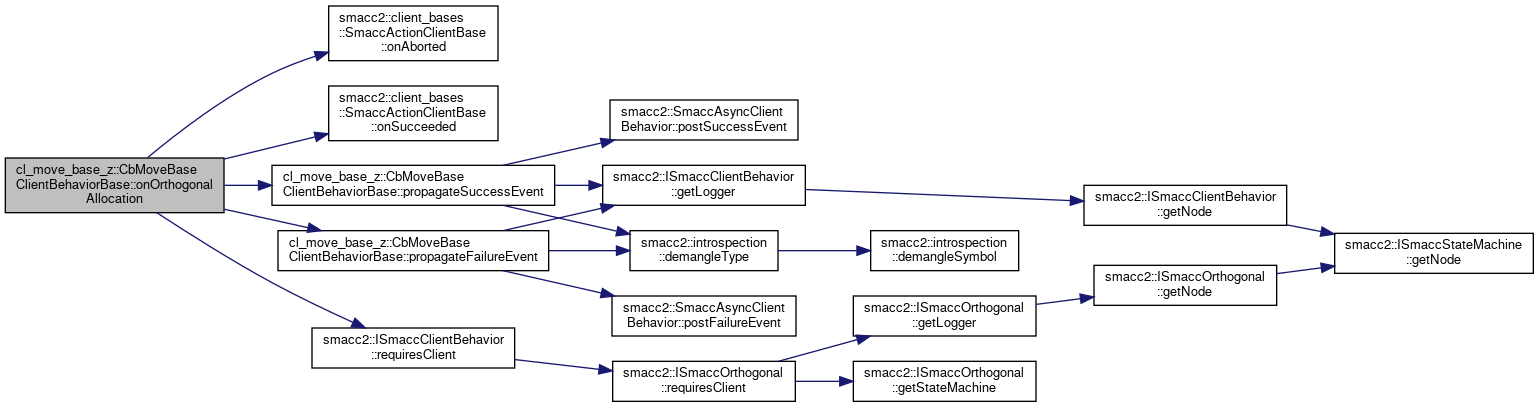 cl_move_base_z::CbMoveBase
ClientBehaviorBase::onOrthogonal
Allocation
smacc2::client_bases
::SmaccActionClientBase
::onAborted
smacc2::client_bases
::SmaccActionClientBase
::onSucceeded
cl_move_base_z::CbMoveBase
ClientBehaviorBase::propagateSuccessEvent
cl_move_base_z::CbMoveBase
ClientBehaviorBase::propagateFailureEvent
smacc2::ISmaccClientBehavior
::requiresClient
smacc2::SmaccAsyncClient
Behavior::postSuccessEvent
smacc2::ISmaccClientBehavior
::getLogger
smacc2::introspection
::demangleType
smacc2::SmaccAsyncClient
Behavior::postFailureEvent
smacc2::ISmaccOrthogonal
::requiresClient
smacc2::introspection
::demangleSymbol
smacc2::ISmaccOrthogonal
::getLogger
smacc2::ISmaccOrthogonal
::getStateMachine
smacc2::ISmaccClientBehavior
::getNode
smacc2::ISmaccOrthogonal
::getNode
smacc2::ISmaccStateMachine
::getNode